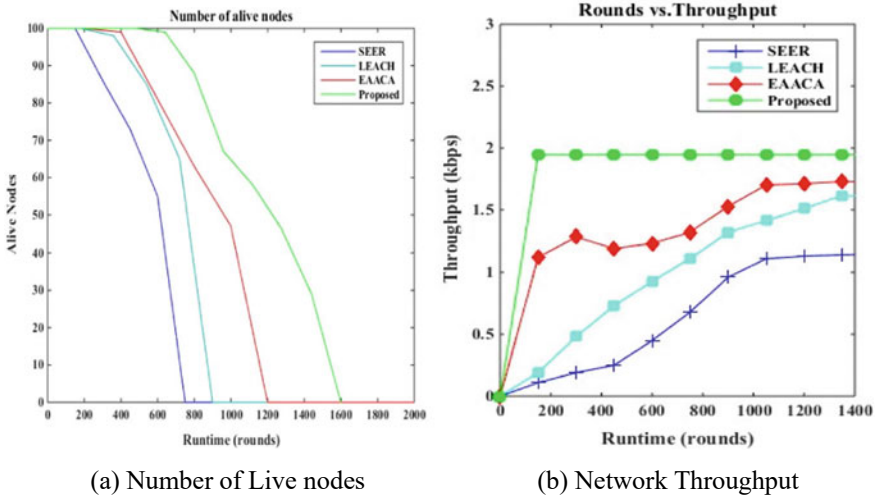 Number of alive nodes
100
90
80
70
60
50
40
30
20
10
0
Alive Nodes
SEER
LEACH
EAACA
Proposed
0 200 400 600 800 1000 1200 1400 1600 1800 2000
Runtime (rounds)
(a) Number of Live nodes
Rounds vs.Throughput
3
2.5
2
1.5
1
0.5
0
Throughput (kbps)
SEER
LEACH
EAACA
Proposed
0 200 400 600 800 1000 1200 1400
Runtime (rounds)
(b) Network Throughput